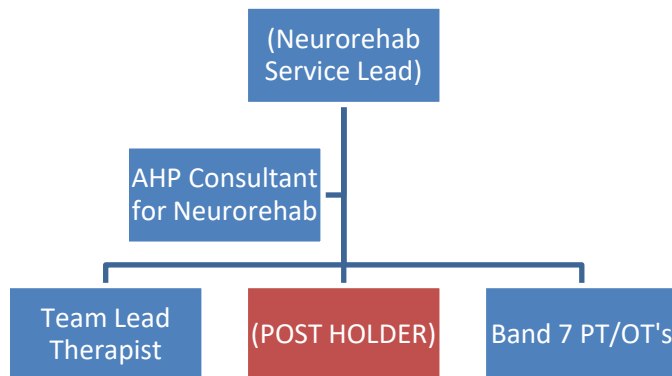 (Neurorehab
Service Lead)
AHP Consultant
for Neurorehab
Team Lead
Therapist
(POST HOLDER)
Band 7 PT/OT's